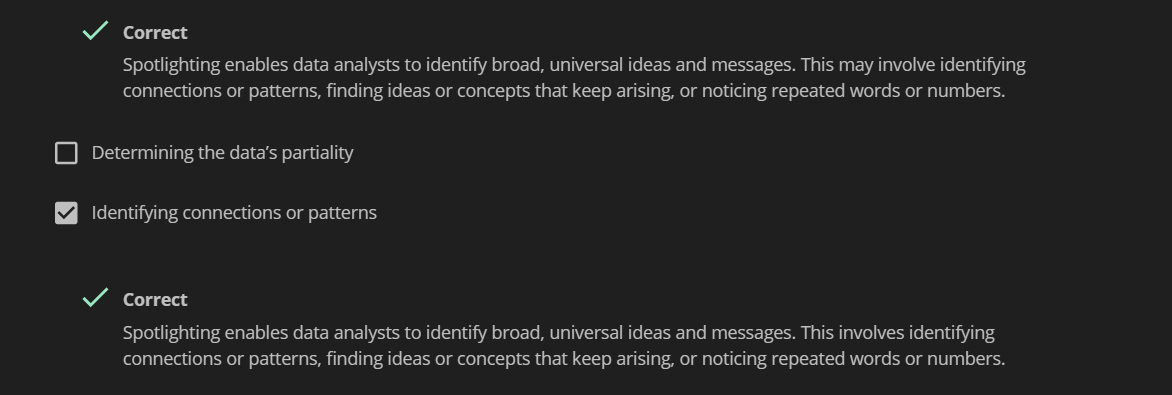 Correct
Spotlighting enables data analysts to identify broad, universal ideas and messages. This may involve identifying
connections or patterns, finding ideas or concepts that keep arising, or noticing repeated words or numbers.
Determining the data’s partiality
Identifying connections or patterns
Correct
Spotlighting enables data analysts to identify broad, universal ideas and messages. This involves identifying
connections or patterns, finding ideas or concepts that keep arising, or noticing repeated words or numbers.